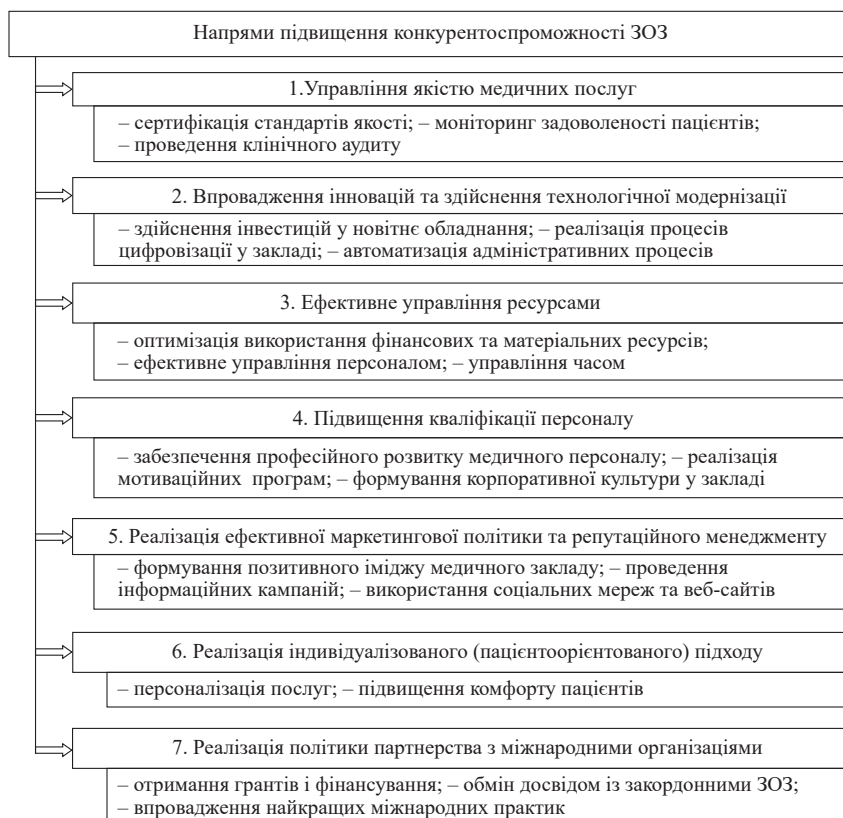 Напрями підвищення конкурентоспроможності ЗОЗ
1.Управління якістю медичних послуг
– сертифікація стандартів якості; – моніторинг задоволеності пацієнтів;
– проведення клінічного аудиту
2. Впровадження інновацій та здійснення технологічної модернізації
– здійснення інвестицій у новітнє обладнання; – реалізація процесів
цифровізації у закладі; – автоматизація адміністративних процесів
3. Ефективне управління ресурсами
– оптимізація використання фінансових та матеріальних ресурсів;
– ефективне управління персоналом; – управління часом
4. Підвищення кваліфікації персоналу
– забезпечення професійного розвитку медичного персоналу; – реалізація
мотиваційних програм; – формування корпоративної культури у закладі
5. Реалізація ефективної маркетингової політики та репутаційного менеджменту
– формування позитивного іміджу медичного закладу; – проведення
інформаційних кампаній; – використання соціальних мереж та веб-сайтів
6. Реалізація індивідуалізованого (пацієнтоорієнтованого) підходу
– персоналізація послуг; – підвищення комфорту пацієнтів
7. Реалізація політики партнерства з міжнародними організаціями
– отримання грантів і фінансування; – обмін досвідом із закордонними ЗОЗ;
– впровадження найкращих міжнародних практик